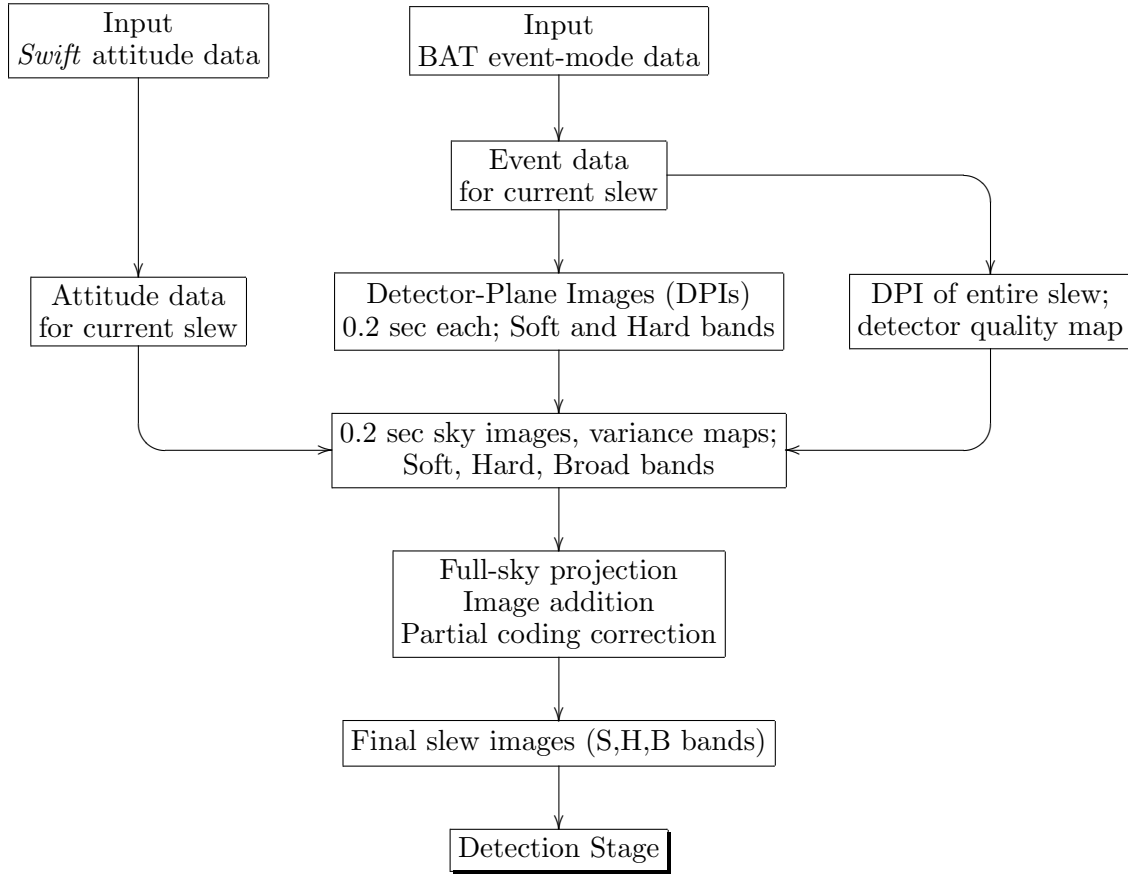 Input
Swift attitude data
Input
BAT event-mode data
Event data
for current slew
Attitude data
for current slew
Detector-Plane Images (DPIs)
0.2 sec each; Soft and Hard bands
DPI of entire slew;
detector quality map
0.2 sec sky images, variance maps;
Soft, Hard, Broad bands
Full-sky projection
Image addition
Partial coding correction
Final slew images (S,H,B bands)
Detection Stage